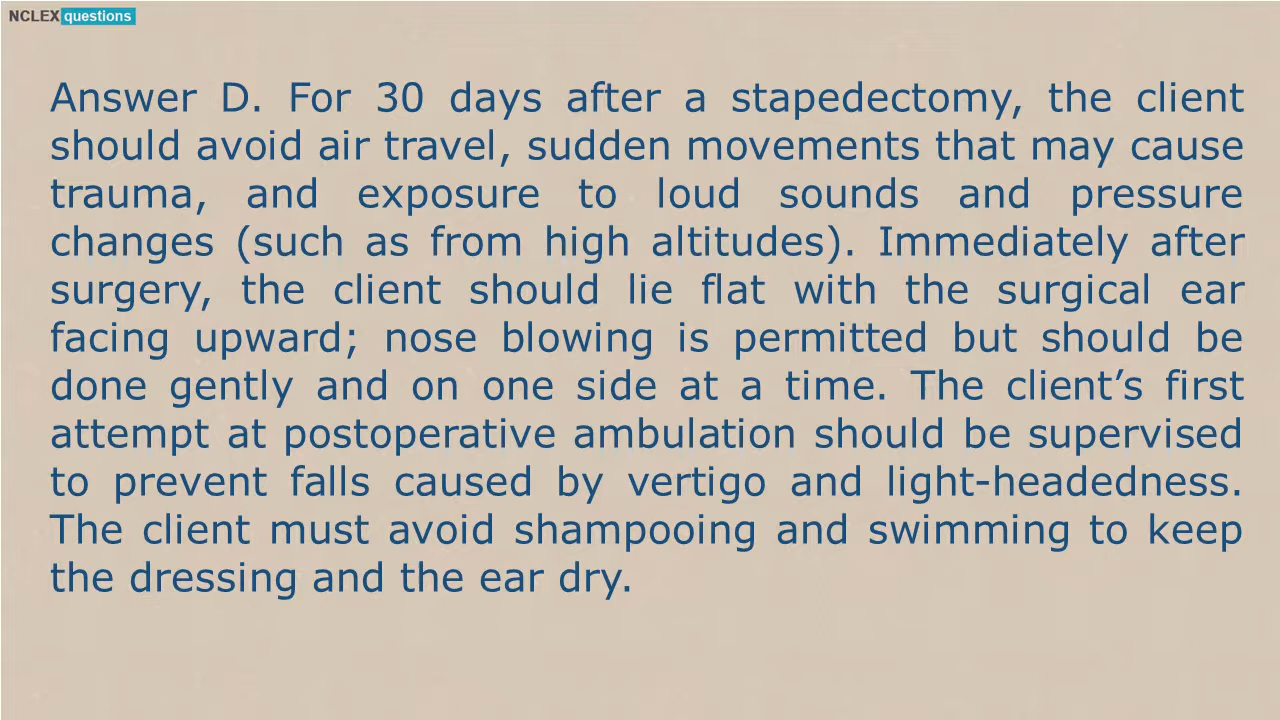 NCLEX questions
Answer D. For 30 days after a stapedectomy, the client
should avoid air travel, sudden movements that may cause
trauma, and exposure to loud sounds and pressure
changes (such as from high altitudes). Immediately after
surgery, the client should lie flat with the surgical ear
facing upward; nose blowing is permitted but should be
done gently and on one side at a time. The client’s first
attempt at postoperative ambulation should be supervised
to prevent falls caused by vertigo and light-headedness.
The client must avoid shampooing and swimming to keep
the dressing and the ear dry.